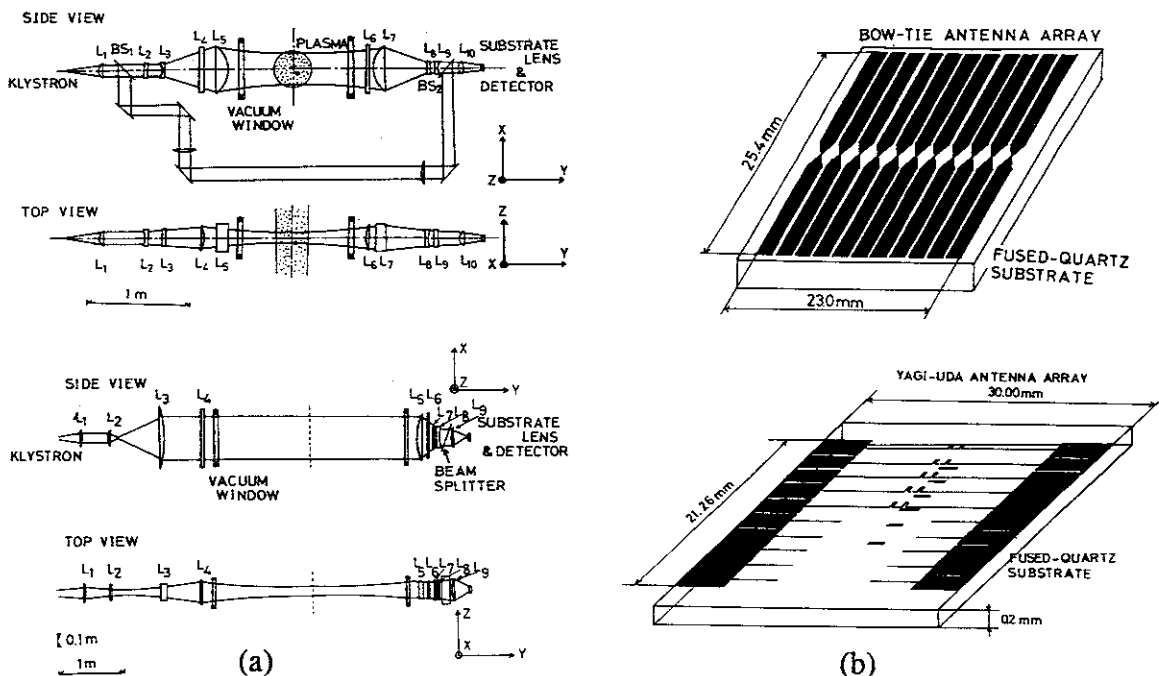 SIDE VIEW
L4 L5 L6 L7
PLASMA
L1 BS1 L2 L3 L8 L9 L10
SUBSTRATE
LENS
&
DETECTOR
KLYSTRON
BS2
VACUUM
WINDOW
X
Z Y
TOP VIEW
Z
L1 L2 L3 L4 L5 L6 L7 L8 L9 L10
X Y
1m
SIDE VIEW
X
Z Y
L1 L2 L3 L4 L5 L6 L7 L8 L9
SUBSTRATE
LENS
& DETECTOR
KLYSTRON
VACUUM
WINDOW
BEAM
SPLITTER
TOP VIEW
L1 L2 L3 L4 L5 L6 L7 L8 L9
Z
X Y
0.1m
1m
(a)
BOW-TIE ANTENNA ARRAY
25.4mm
FUSED-QUARTZ
SUBSTRATE
23.0mm
YAGI-UDA ANTENNA ARRAY
30.00mm
21.26mm
FUSED-QUARTZ
SUBSTRATE
0.2 mm
(b)